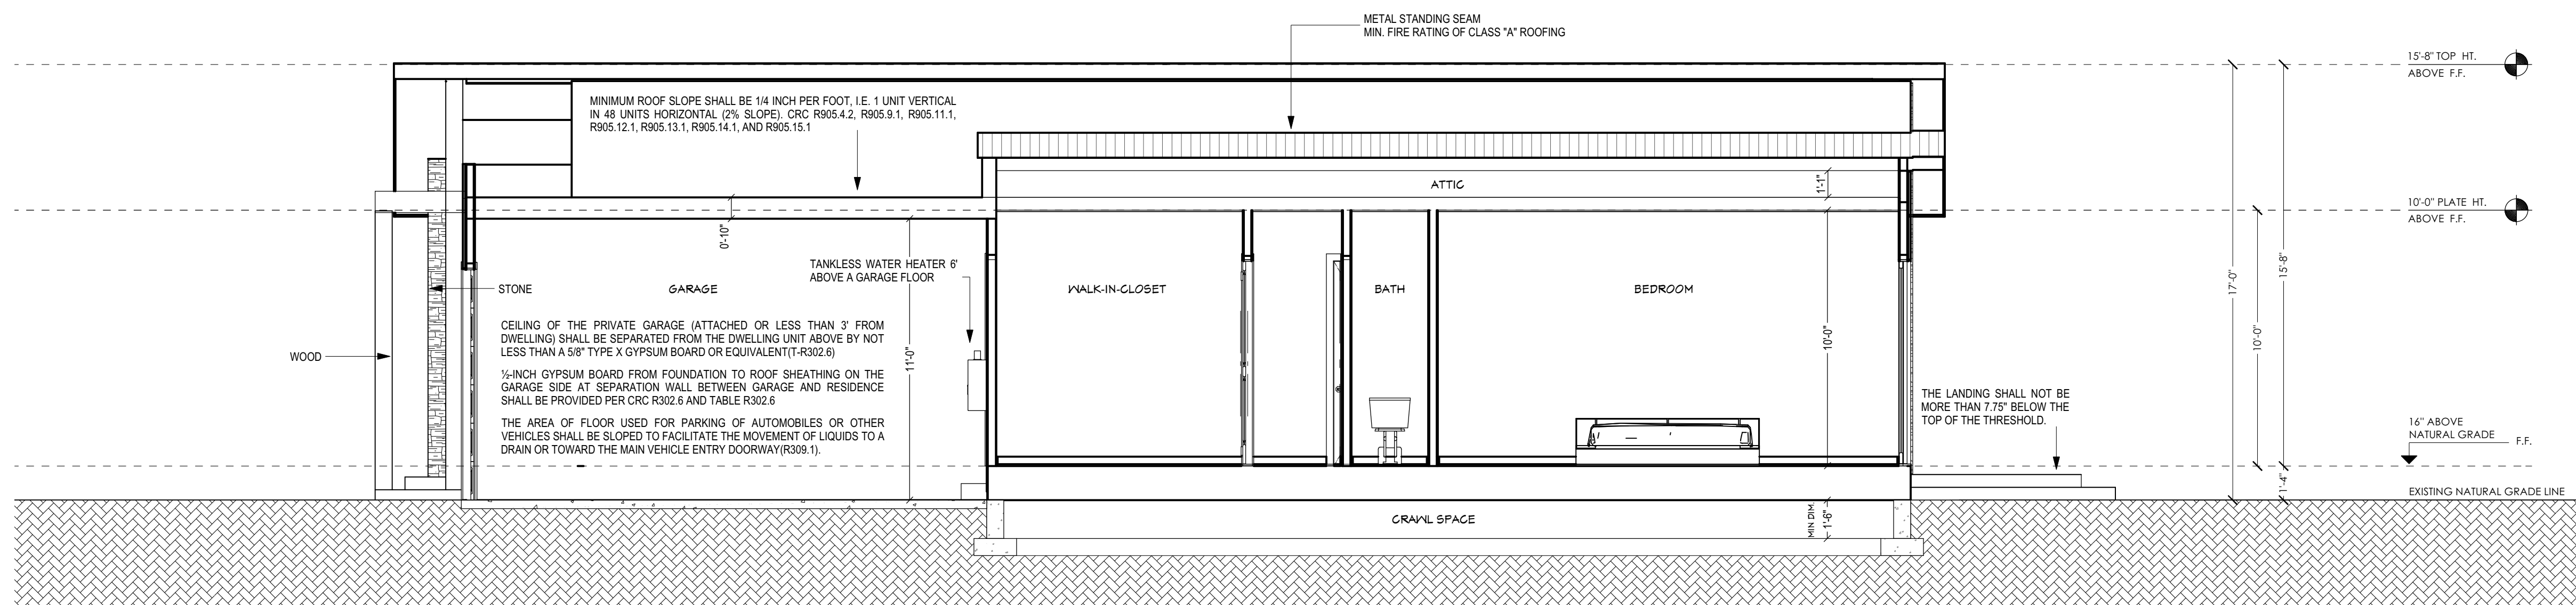 METAL STANDING SEAM
MIN. FIRE RATING OF CLASS "A" ROOFING
15'-8" TOP HT.
ABOVE F.F.
MINIMUM ROOF SLOPE SHALL BE 1/4 INCH PER FOOT, I.E. 1 UNIT VERTICAL
IN 48 UNITS HORIZONTAL (2% SLOPE). CRC R905.4.2, R905.9.1, R905.11.1,
R905.12.1, R905.13.1, R905.14.1, AND R905.15.1
ATTIC
1'-1"
10'-0" PLATE HT.
ABOVE F.F.
0'-10"
TANKLESS WATER HEATER 6'
ABOVE A GARAGE FLOOR
STONE
GARAGE
WALK-IN-CLOSET
BATH
BEDROOM
17'-0"
15'-8"
10'-0"
CEILING OF THE PRIVATE GARAGE (ATTACHED OR LESS THAN 3' FROM
DWELLING) SHALL BE SEPARATED FROM THE DWELLING UNIT ABOVE BY NOT
LESS THAN A 5/8" TYPE X GYPSUM BOARD OR EQUIVALENT(T-R302.6)
WOOD
11'-0"
10'-0"
½-INCH GYPSUM BOARD FROM FOUNDATION TO ROOF SHEATHING ON THE
GARAGE SIDE AT SEPARATION WALL BETWEEN GARAGE AND RESIDENCE
SHALL BE PROVIDED PER CRC R302.6 AND TABLE R302.6
THE AREA OF FLOOR USED FOR PARKING OF AUTOMOBILES OR OTHER
VEHICLES SHALL BE SLOPED TO FACILITATE THE MOVEMENT OF LIQUIDS TO A
DRAIN OR TOWARD THE MAIN VEHICLE ENTRY DOORWAY(R309.1).
THE LANDING SHALL NOT BE
MORE THAN 7.75" BELOW THE
TOP OF THE THRESHOLD.
16" ABOVE
NATURAL GRADE
F.F.
1'-4"
EXISTING NATURAL GRADE LINE
CRAWL SPACE
MIN DIM.
1'-6"